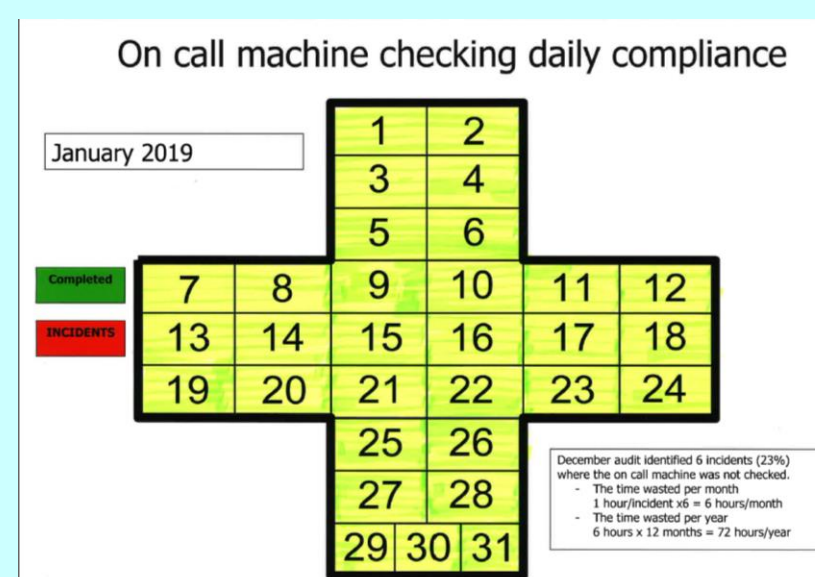 On call machine checking daily compliance
January 2019
1 2
3 4
5 6
Completed
7 8 9 10 11 12
INCIDENTS
13 14 15 16 17 18
19 20 21 22 23 24
25 26
27 28
29 30 31
December audit identified 6 incidents (23%)
where the on call machine was not checked.
- The time wasted per month
1 hour/incident x6 = 6 hours/month
- The time wasted per year
6 hours x 12 months = 72 hours/year